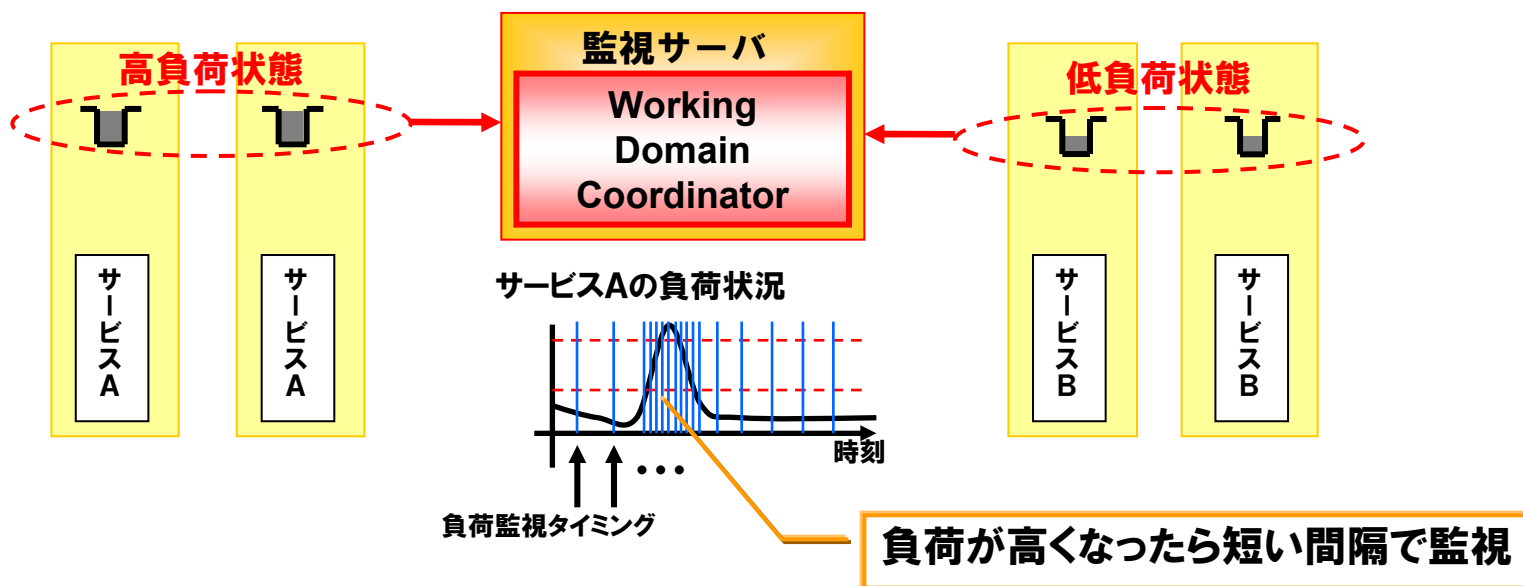 高負荷状態
監視サーバ
Working
Domain
Coordinator
低負荷状態
サービスA
サービスA
サービスB
サービスB
サービスAの負荷状況
時刻
•••
負荷監視タイミング
負荷が高くなったら短い間隔で監視